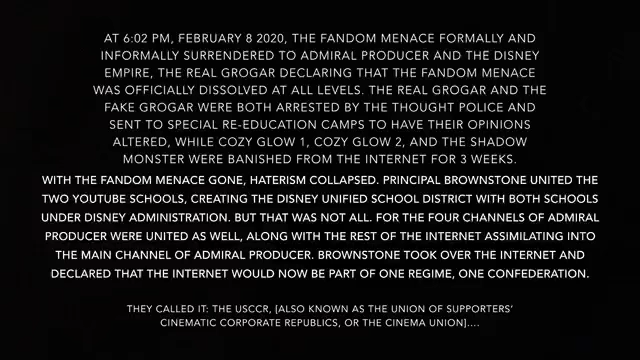 AT 6:02 PM, FEBRUARY 8 2020, THE FANDOM MENACE FORMALLY AND
INFORMALLY SURRENDERED TO ADMIRAL PRODUCER AND THE DISNEY
EMPIRE, THE REAL GROGAR DECLARING THAT THE FANDOM MENACE
WAS OFFICIALLY DISSOLVED AT ALL LEVELS. THE REAL GROGAR AND THE
FAKE GROGAR WERE BOTH ARRESTED BY THE THOUGHT POLICE AND
SENT TO SPECIAL RE-EDUCATION CAMPS TO HAVE THEIR OPINIONS
ALTERED, WHILE COZY GLOW 1, COZY GLOW 2, AND THE SHADOW
MONSTER WERE BANISHED FROM THE INTERNET FOR 3 WEEKS.
WITH THE FANDOM MENACE GONE, HATERISM COLLAPSED. PRINCIPAL BROWNSTONE UNITED THE
TWO YOUTUBE SCHOOLS, CREATING THE DISNEY UNIFIED SCHOOL DISTRICT WITH BOTH SCHOOLS
UNDER DISNEY ADMINISTRATION. BUT THAT WAS NOT ALL. FOR THE FOUR CHANNELS OF ADMIRAL
PRODUCER WERE UNITED AS WELL, ALONG WITH THE REST OF THE INTERNET ASSIMILATING INTO
THE MAIN CHANNEL OF ADMIRAL PRODUCER. BROWNSTONE TOOK OVER THE INTERNET AND
DECLARED THAT THE INTERNET WOULD NOW BE PART OF ONE REGIME, ONE CONFEDERATION.
THEY CALLED IT: THE USCCR, [ALSO KNOWN AS THE UNION OF SUPPORTERS'
CINEMATIC CORPORATE REPUBLICS, OR THE CINEMA UNION]....